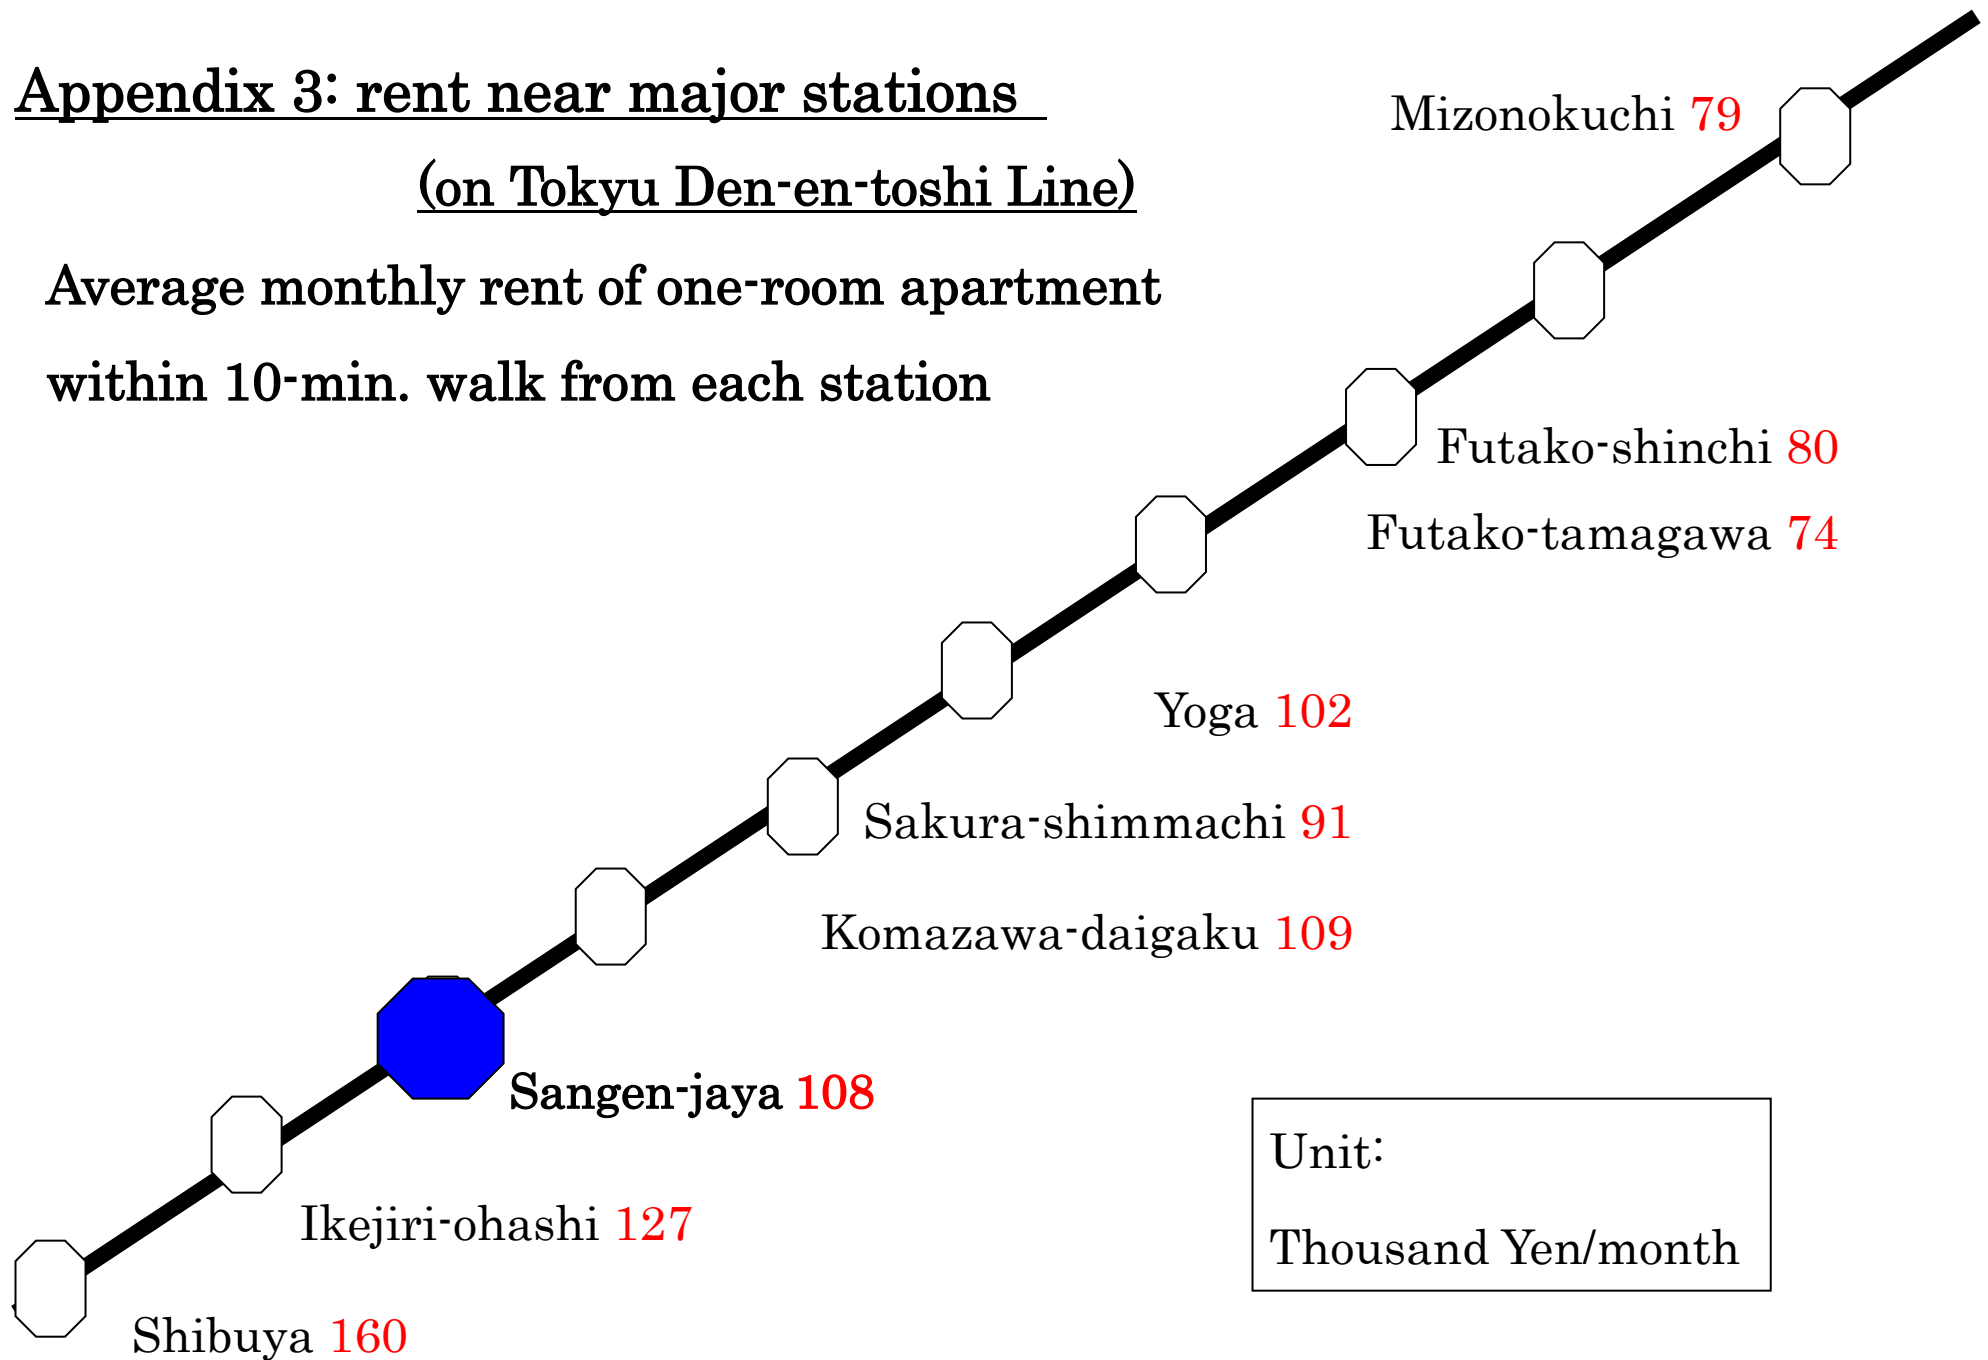 Appendix 3: rent near major stations
(on Tokyu Den-en-toshi Line)
Average monthly rent of one-room apartment
within 10-min. walk from each station
Mizonokuchi 79
Futako-shinchi 80
Futako-tamagawa 74
Yoga 102
Sakura-shimmachi 91
Komazawa-daigaku 109
Sangen-jaya 108
Ikejiri-ohashi 127
Shibuya 160
Unit:
Thousand Yen/month